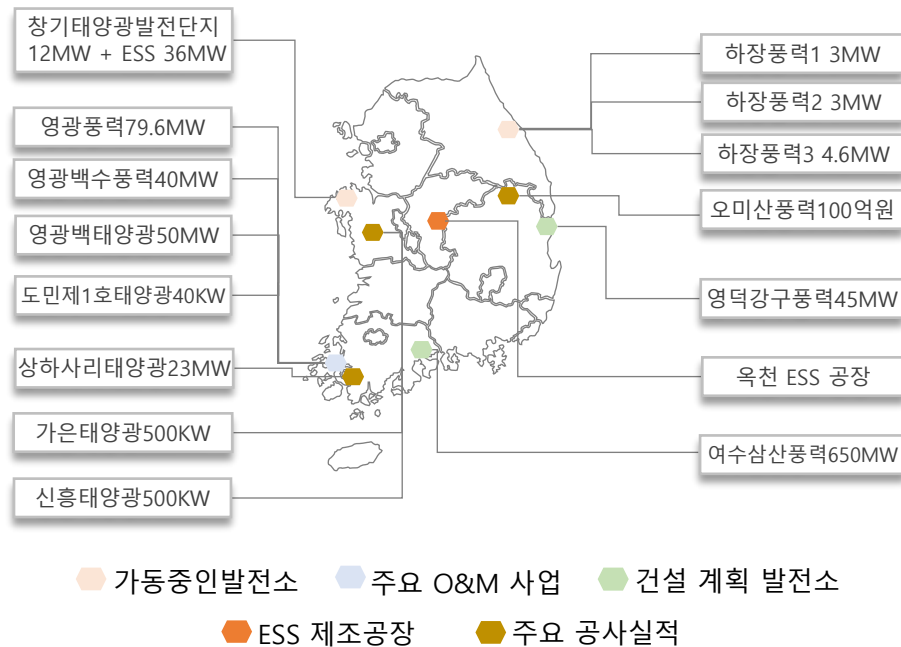 창기태양광발전단지
12MW + ESS 36MW
영광풍력79.6MW
영광백수풍력40MW
영광백태양광50MW
도민제1호태양광40KW
상하사리태양광23MW
가은태양광500KW
신흥태양광500KW
하장풍력1 3MW
하장풍력2 3MW
하장풍력3 4.6MW
오미산풍력100억원
영덕강구풍력45MW
옥천 ESS 공장
여수삼산풍력650MW
가동중인발전소
주요 O&M 사업
건설 계획 발전소
ESS 제조공장
주요 공사실적